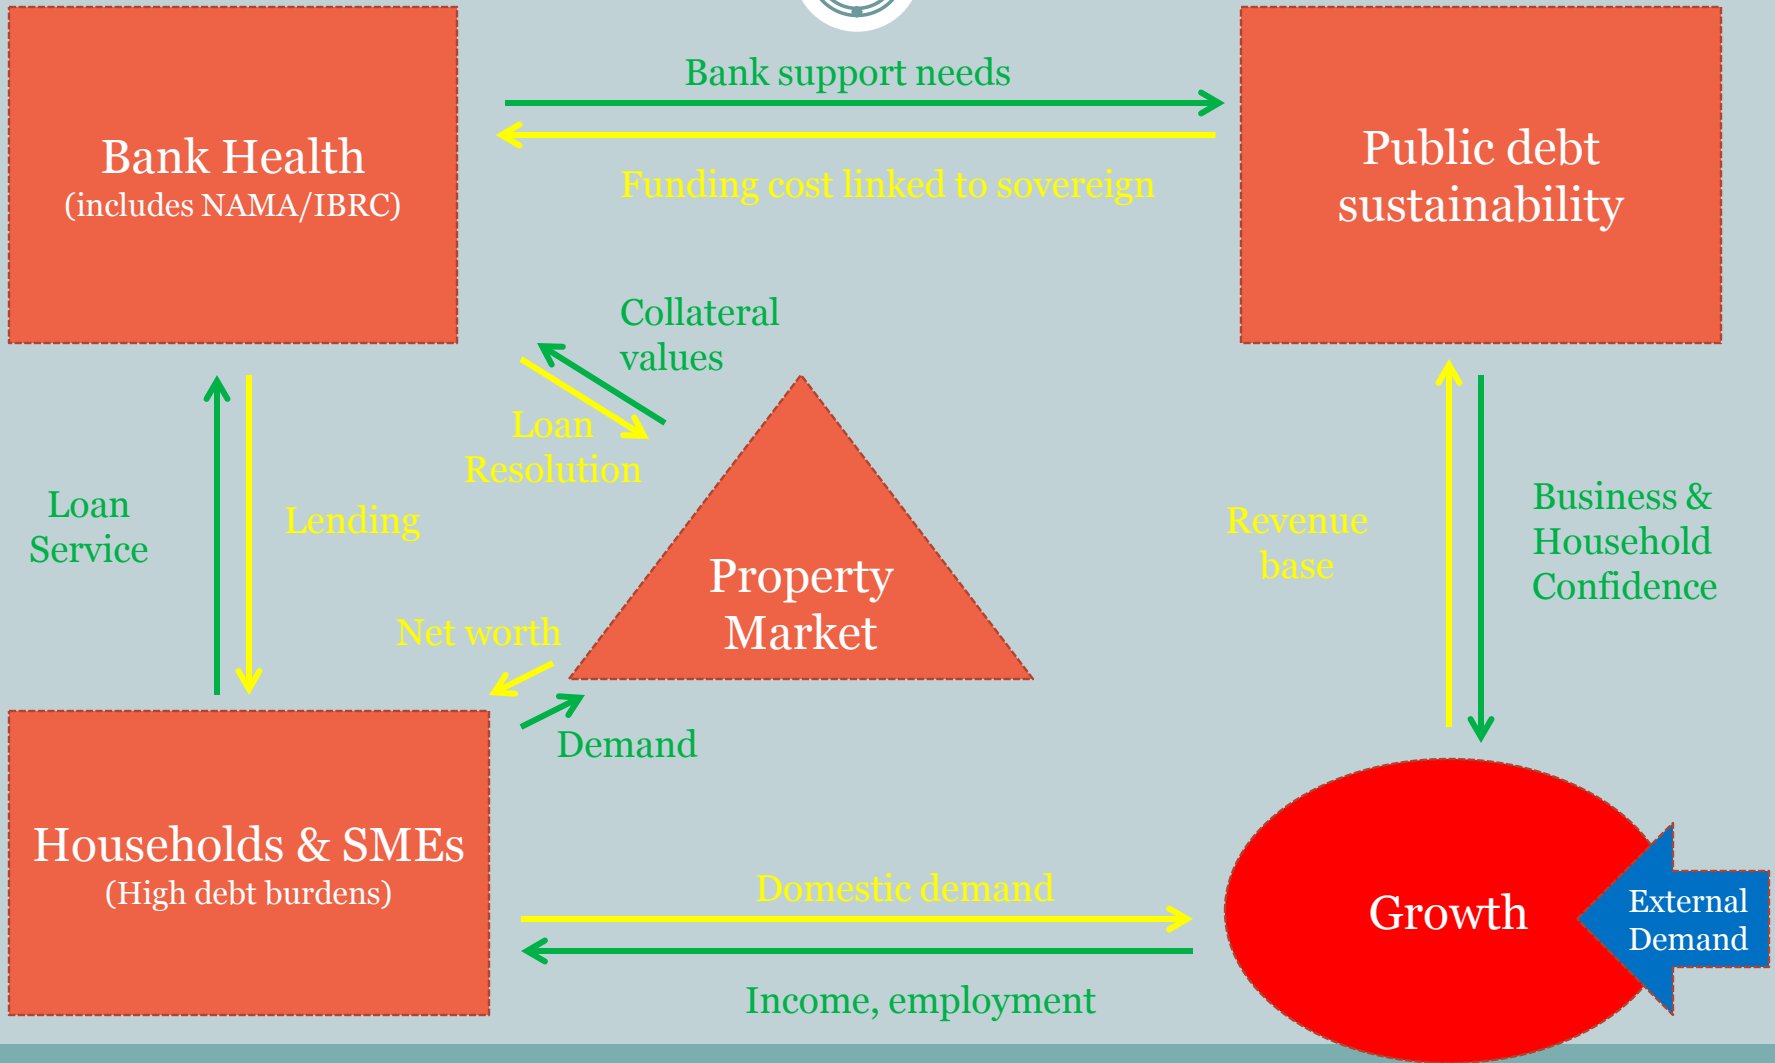 Bank support needs
Bank Health
(includes NAMA/IBRC)
Public debt
sustainability
Funding cost linked to sovereign
Collateral
values
Loan
Resolution
Loan
Service
Lending
Revenue
base
Business &
Household
Confidence
Property
Market
Net worth
Demand
Households & SMEs
(High debt burdens)
Domestic demand
Growth
External
Demand
Income, employment